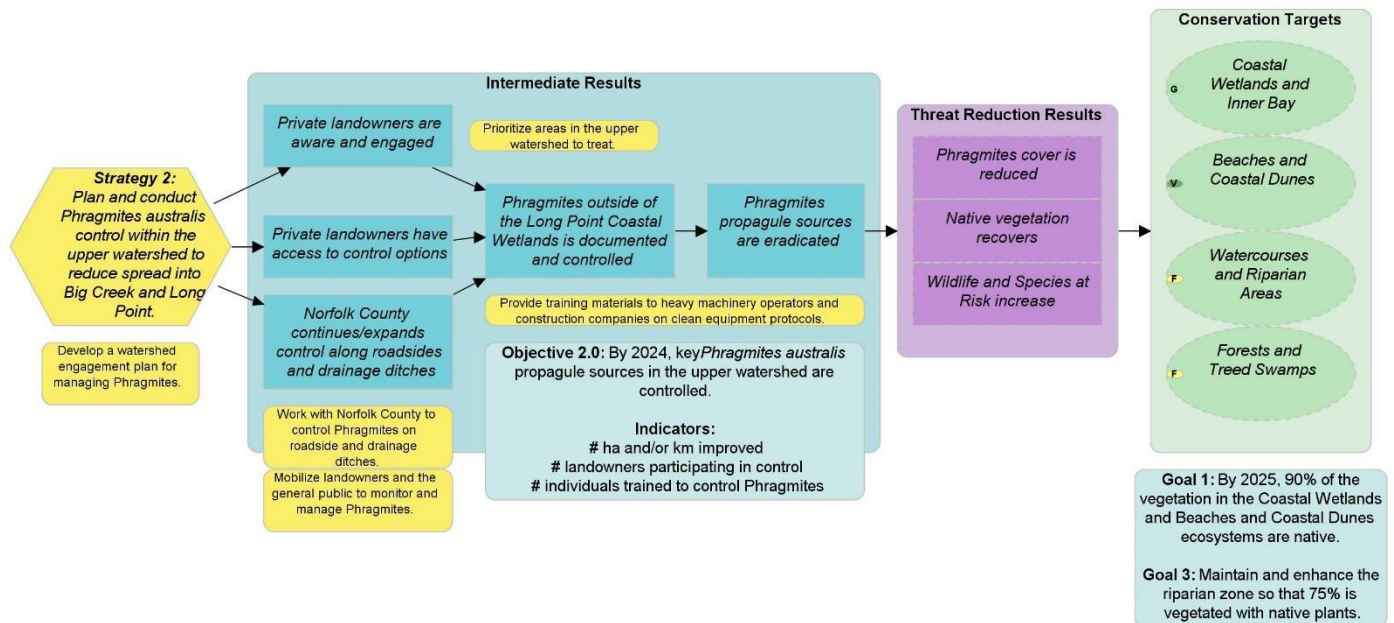 Strategy 2:
Plan and conduct
Phragmites australis
control within the
upper watershed to
reduce spread into
Big Creek and Long
Point.
Develop a watershed
engagement plan for
managing Phragmites.
Intermediate Results
Private landowners are
aware and engaged
Prioritize areas in the upper
watershed to treat.
Private landowners have
access to control options
Norfolk County
continues/expands
control along roadsides
and drainage ditches
Phragmites outside of
the Long Point Coastal
Wetlands is documented
and controlled
Phragmites
propagule sources
are eradicated
Provide training materials to heavy machinery operators and
construction companies on clean equipment protocols.
Work with Norfolk County to
control Phragmites on
roadside and drainage
ditches.
Mobilize landowners and the
general public to monitor and
manage Phragmites.
Objective 2.0: By 2024, keyPhragmites australis
propagule sources in the upper watershed are
controlled.
Indicators:
# ha and/or km improved
# landowners participating in control
# individuals trained to control Phragmites
Threat Reduction Results
Phragmites cover is
reduced
Native vegetation
recovers
Wildlife and Species at
Risk increase
Conservation Targets
G
Coastal
Wetlands and
Inner Bay
V
Beaches and
Coastal Dunes
F
Watercourses
and Riparian
Areas
F
Forests and
Treed Swamps
Goal 1: By 2025, 90% of the
vegetation in the Coastal Wetlands
and Beaches and Coastal Dunes
ecosystems are native.
Goal 3: Maintain and enhance the
riparian zone so that 75% is
vegetated with native plants.